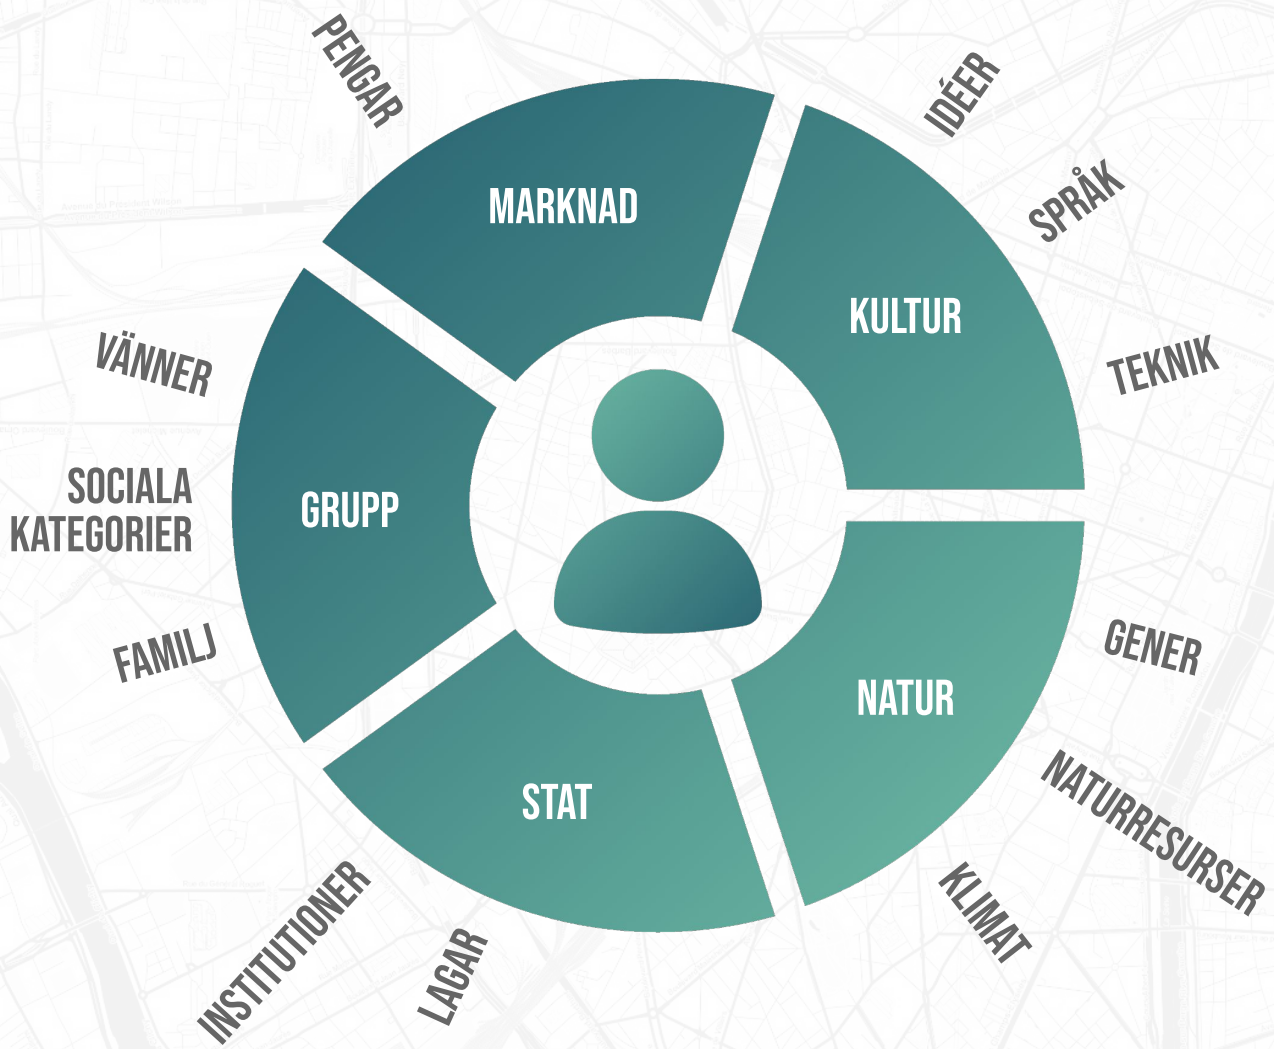 PENGAR
IDÉER
SPRÅK
MARKNAD
KULTUR
TEKNIK
VÄNNER
SOCIALA
KATEGORIER
GRUPP
FAMILJ
GENER
NATUR
NATURRESURSER
STAT
KLIMAT
INSTITUTIONER
LAGAR